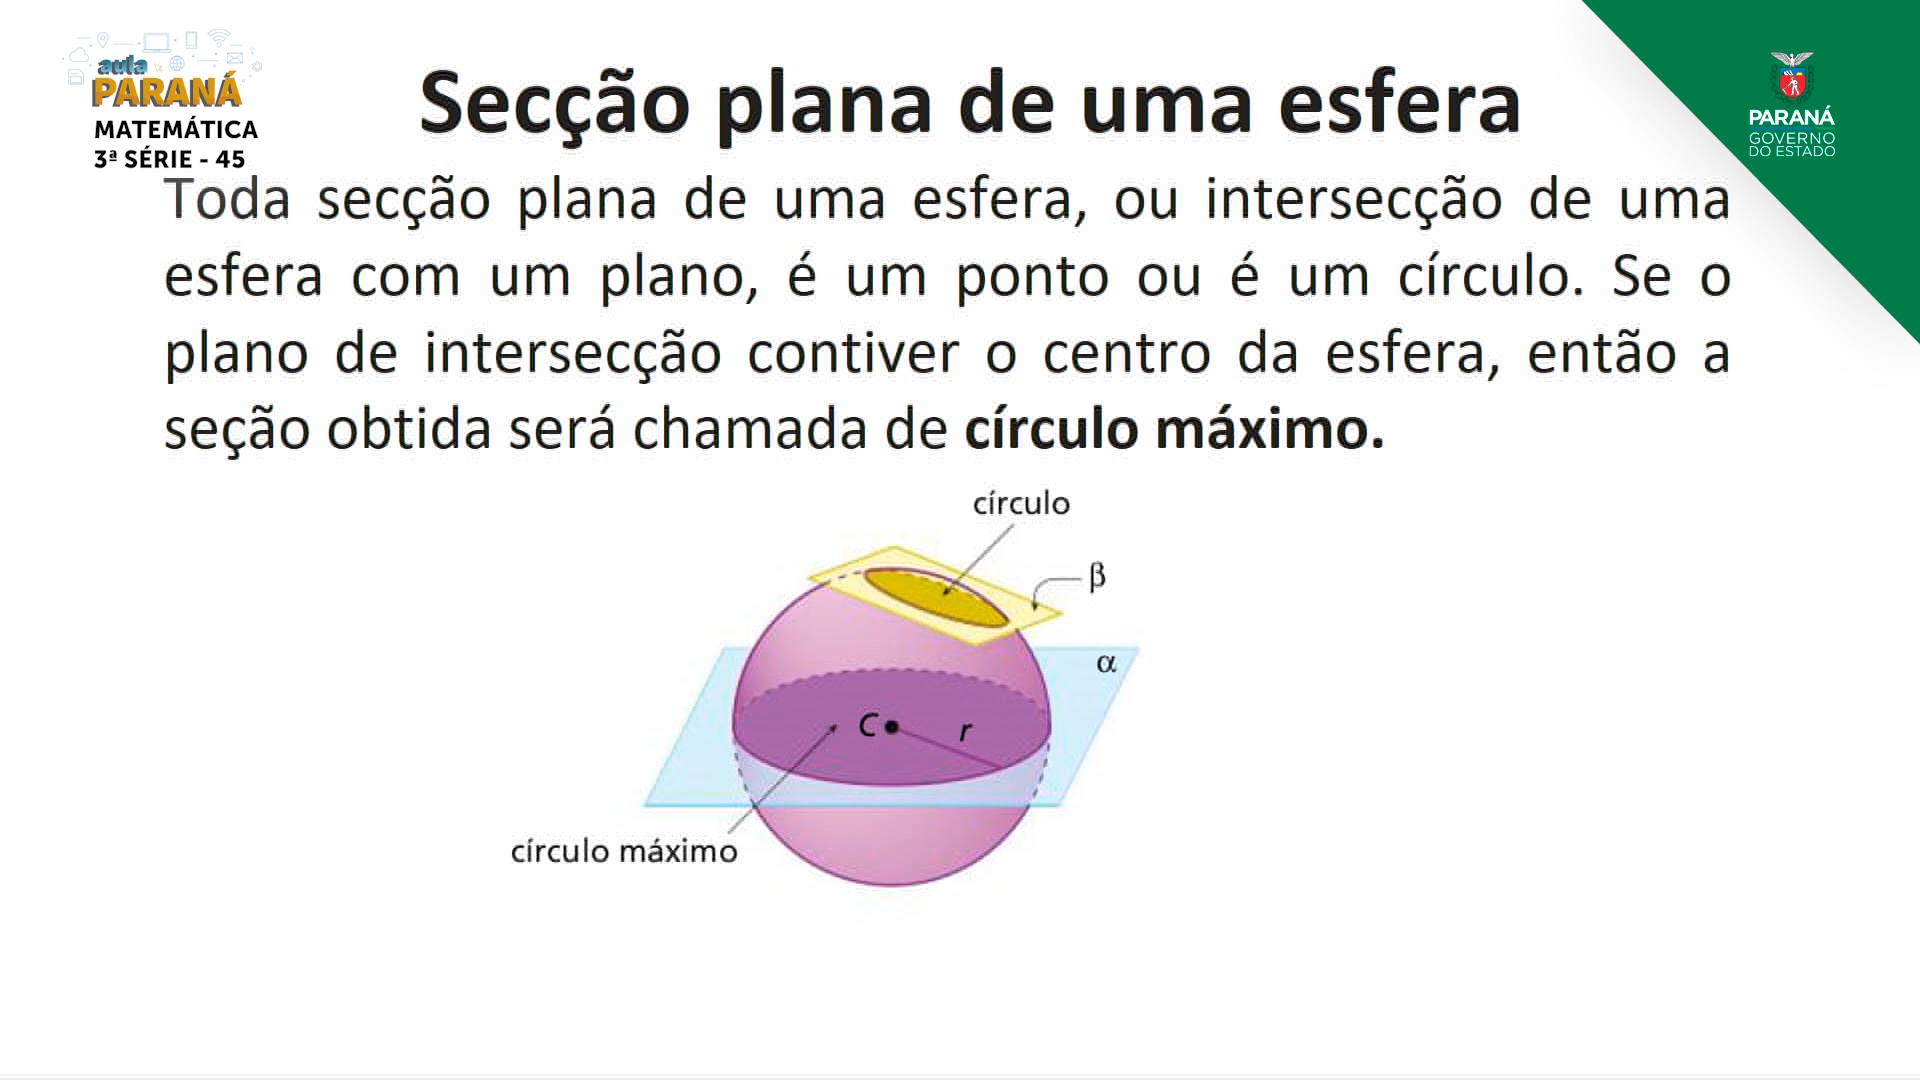 aula
PARANÁ
MATEMÁTICA
3ª SÉRIE - 45
Secção plana de uma esfera
PARANÁ
GOVERNO
DO ESTADO
Toda secção plana de uma esfera, ou intersecção de uma
esfera com um plano, é um ponto ou é um círculo. Se o
plano de intersecção contiver o centro da esfera, então a
seção obtida será chamada de círculo máximo.
círculo
β
α
C
r
círculo máximo